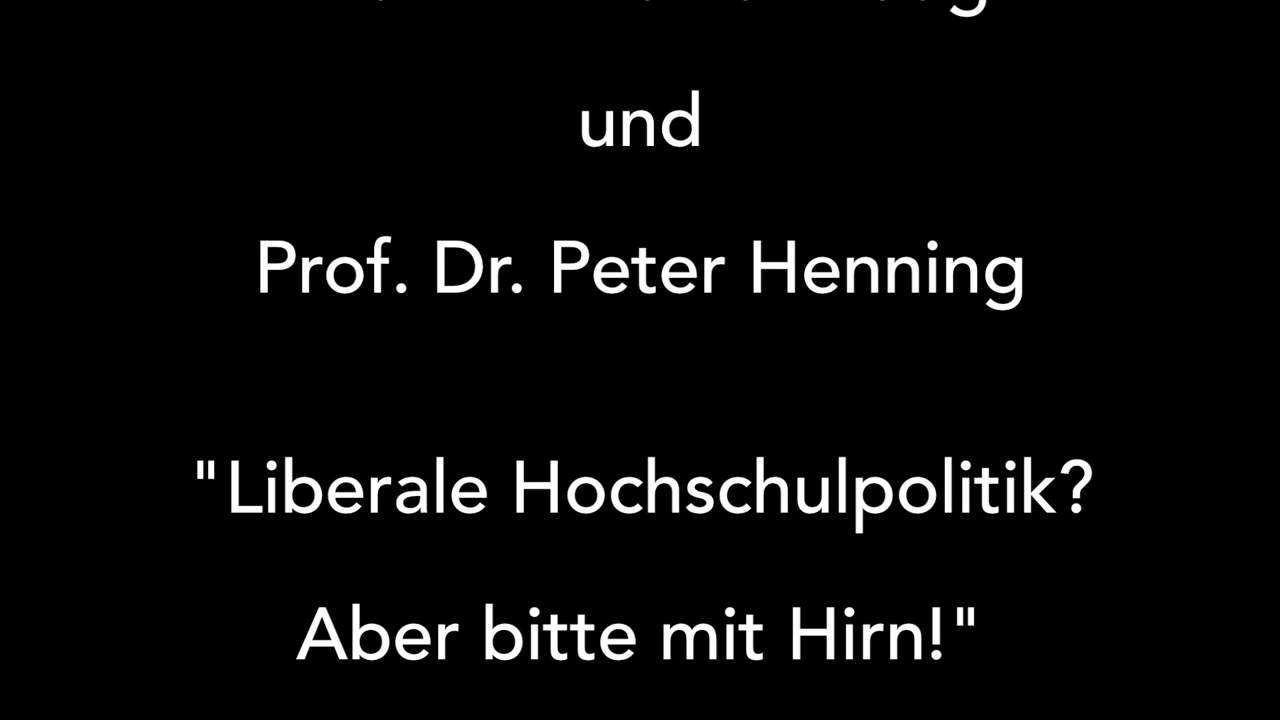 und
Prof. Dr. Peter Henning
"Liberale Hochschulpolitik?
Aber bitte mit Hirn!"